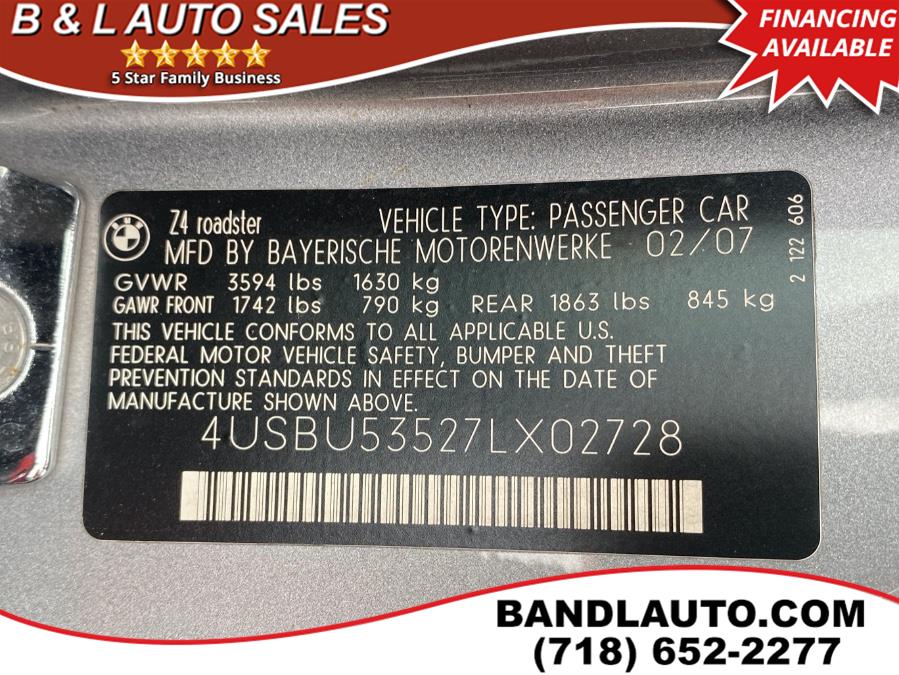 B & L AUTO SALES
5 Star Family Business
FINANCING
AVAILABLE
BMW
Z4 roadster VEHICLE TYPE: PASSENGER CAR
MFD BY BAYERISCHE MOTORENWERKE 02/07
GVWR 3594 lbs 1630 kg
GAWR FRONT 1742 lbs 790 kg REAR 1863 lbs 845 kg
THIS VEHICLE CONFORMS TO ALL APPLICABLE U.S.
FEDERAL MOTOR VEHICLE SAFETY, BUMPER AND THEFT
PREVENTION STANDARDS IN EFFECT ON THE DATE OF
MANUFACTURE SHOWN ABOVE.
4USBU53527LX02728
2 122 606
BANDLAUTO.COM
(718) 652-2277